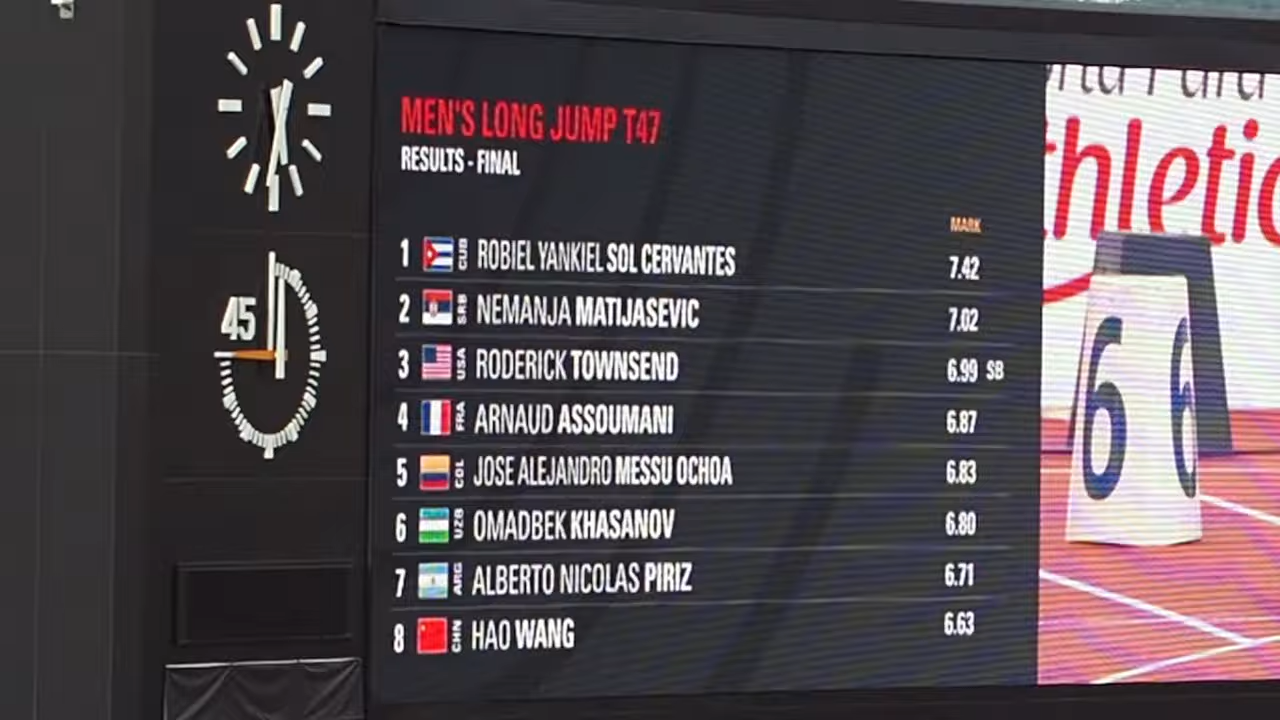 MEN'S LONG JUMP T47
RESULTS - FINAL
MARK
1 CUB ROBIEL YANKIEL SOL CERVANTES 7.42
2 SRB NEMANJA MATIJASEVIC 7.02
3 USA RODERICK TOWNSEND 6.99 SB
4 FRA ARNAUD ASSOUMANI 6.87
5 COL JOSE ALEJANDRO MESSU OCHOA 6.83
6 UZB OMADBEK KHASANOV 6.80
7 ARG ALBERTO NICOLAS PIRIZ 6.71
8 CHN HAO WANG 6.63
45
Para
thletic
6 6